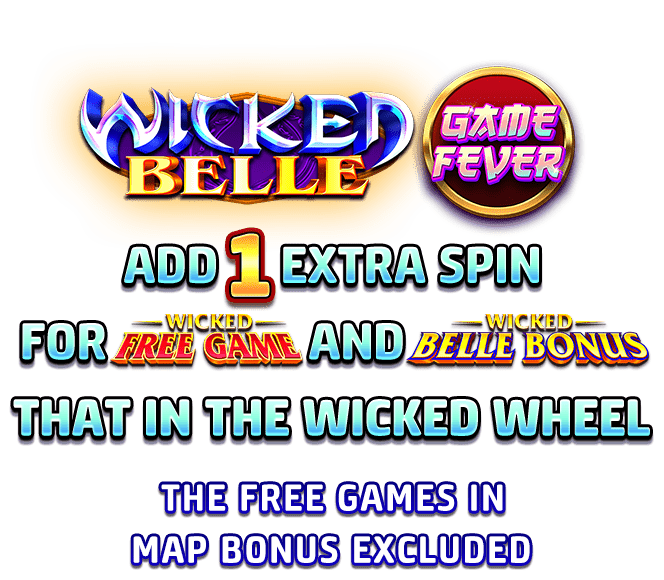 WICKED
BELLE
GAME
FEVER
ADD 1 EXTRA SPIN
FOR WICKED FREE GAME AND WICKED BELLE BONUS
THAT IN THE WICKED WHEEL
THE FREE GAMES IN
MAP BONUS EXCLUDED